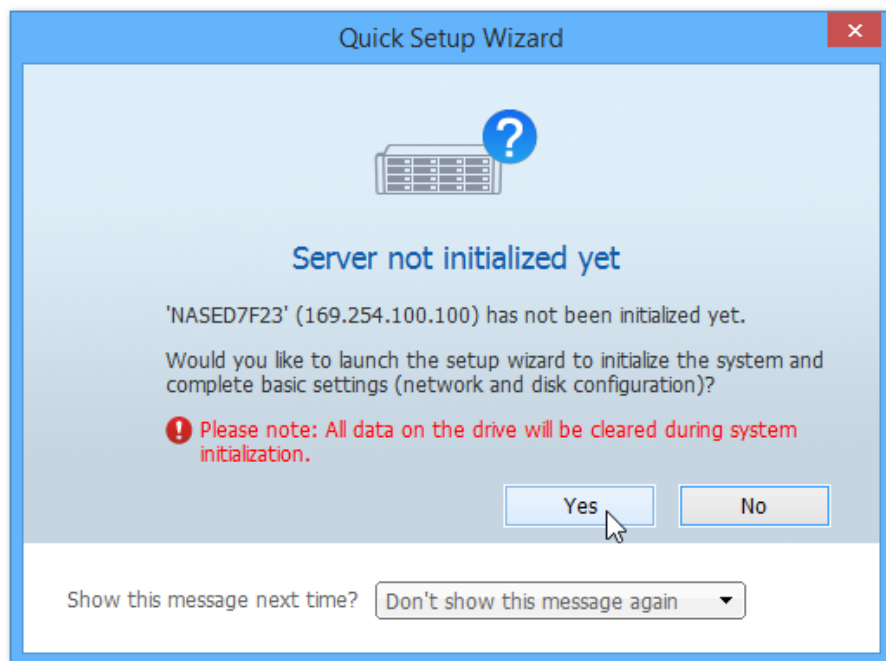 Quick Setup Wizard
Server not initialized yet
'NASED7F23' (169.254.100.100) has not been initialized yet.
Would you like to launch the setup wizard to initialize the system and
complete basic settings (network and disk configuration)?
Please note: All data on the drive will be cleared during system
initialization.
Yes No
Show this message next time? Don't show this message again